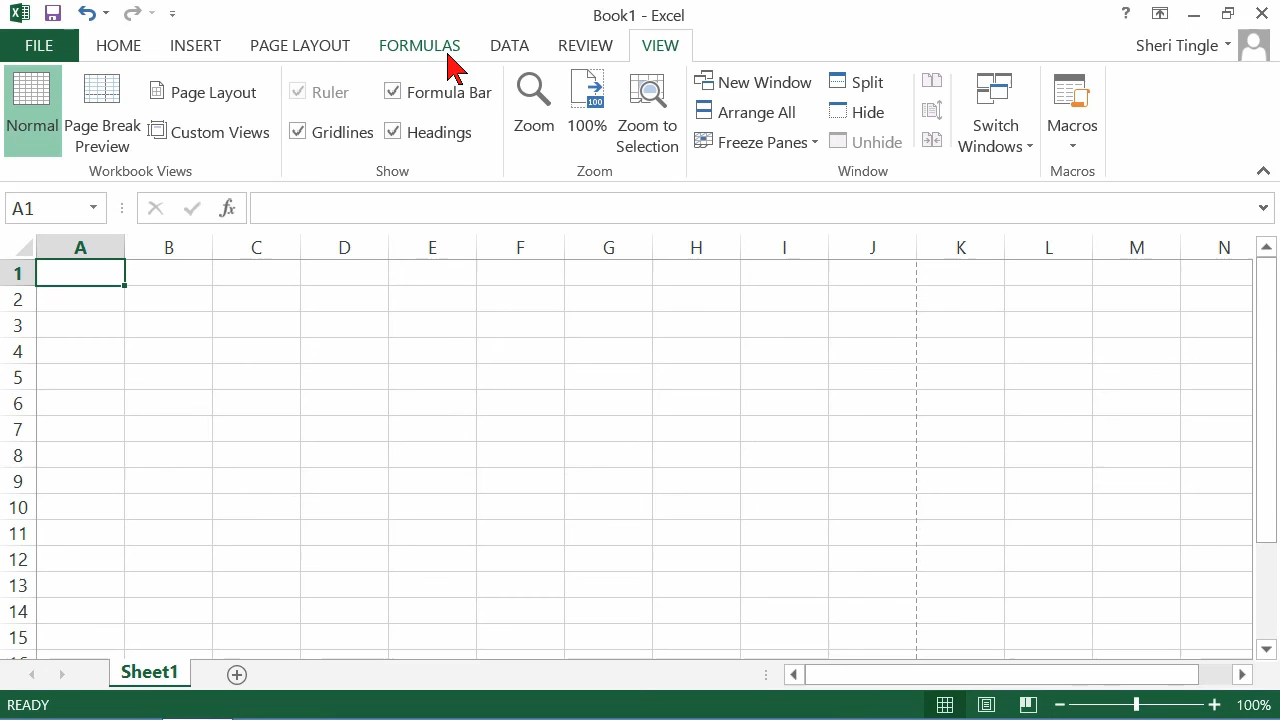 Book1 - Excel
?
FILE HOME INSERT PAGE LAYOUT FORMULAS DATA REVIEW VIEW Sheri Tingle
Normal
Page Break Preview
Page Layout
Custom Views
Workbook Views
Ruler
Formula Bar
Gridlines
Headings
Show
Zoom
100
100%
Zoom to Selection
Zoom
New Window
Arrange All
Freeze Panes
Split
Hide
Unhide
Switch Windows
Window
Macros
Macros
A1
fx
A B C D E F G H I J K L M N
1
2
3
4
5
6
7
8
9
10
11
12
13
14
15
Sheet1
READY
100%